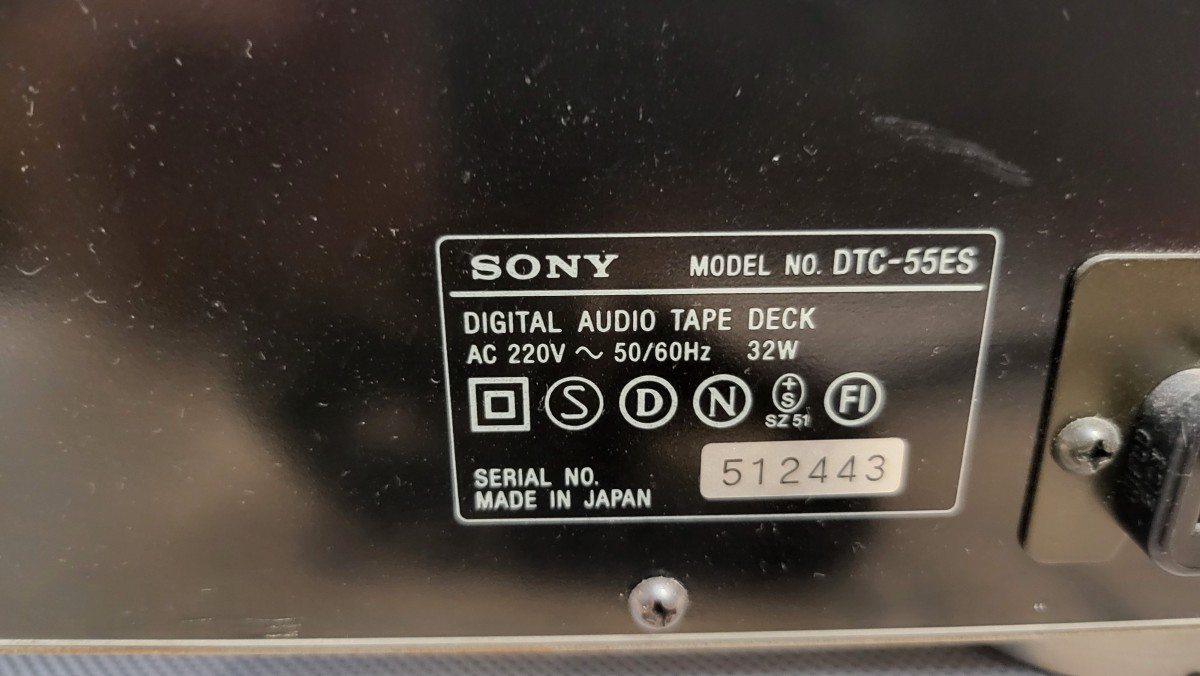 SONY MODEL NO. DTC-55ES
DIGITAL AUDIO TAPE DECK
AC 220V ~ 50/60Hz 32W
S D N +S FI
SZ 51
SERIAL NO. 512443
MADE IN JAPAN